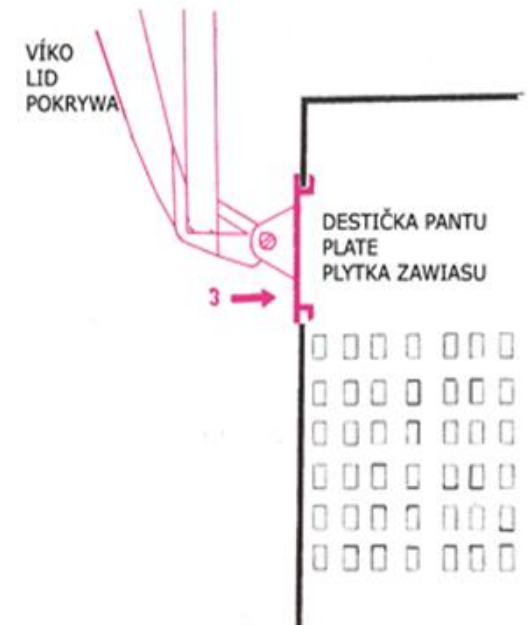 VÍKO
LID
POKRYWA
DESTIČKA PANTU
PLATE
PLYTKA ZAWIASU
3